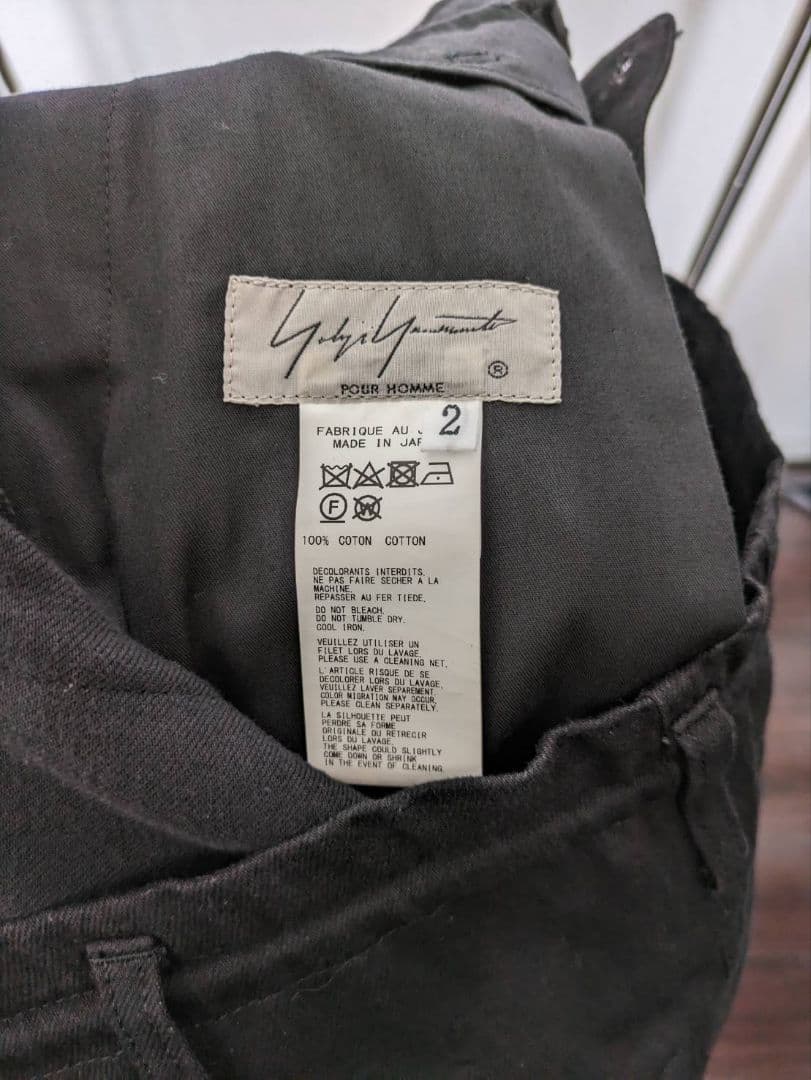 Yohji Yamamoto
®
POUR HOMME
2
FABRIQUE AU J
MADE IN JAP
F W
100% COTON COTTON
DECOLORANTS INTERDITS.
NE PAS FAIRE SECHER A LA
MACHINE.
REPASSER AU FER TIEDE.
DO NOT BLEACH.
DO NOT TUMBLE DRY.
COOL IRON.
VEUILLEZ UTILISER UN
FILET LORS DU LAVAGE.
PLEASE USE A CLEANING NET.
L'ARTICLE RISQUE DE SE
DECOLORER LORS DU LAVAGE.
VEUILLEZ LAVER SEPAREMENT.
COLOR MIGRATION MAY OCCUR.
PLEASE CLEAN SEPARATELY.
LA SILHOUETTE PEUT
PERDRE SA FORME
ORIGINALE OU RETRECIR
LORS DU LAVAGE.
THE SHAPE COULD SLIGHTLY
COME DOWN OR SHRINK
IN THE EVENT OF CLEANING.